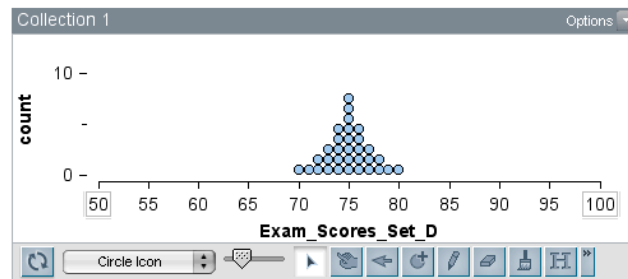 Collection 1 Options
10
count
0
50 55 60 65 70 75 80 85 90 95 100
Exam_Scores_Set_D
Circle Icon